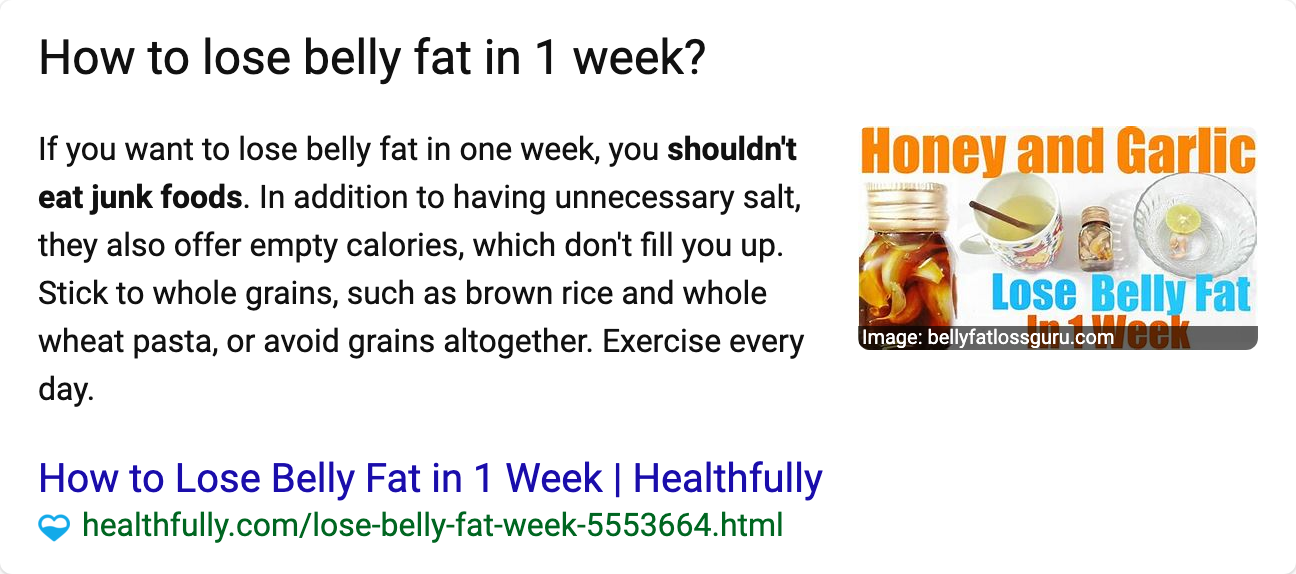 How to lose belly fat in 1 week?
If you want to lose belly fat in one week, you shouldn't
eat junk foods. In addition to having unnecessary salt,
they also offer empty calories, which don't fill you up.
Stick to whole grains, such as brown rice and whole
wheat pasta, or avoid grains altogether. Exercise every
day.
Honey and Garlic
Lose Belly Fat
In 1 Week
Image: bellyfatlossguru.com
How to Lose Belly Fat in 1 Week | Healthfully
healthfully.com/lose-belly-fat-week-5553664.html